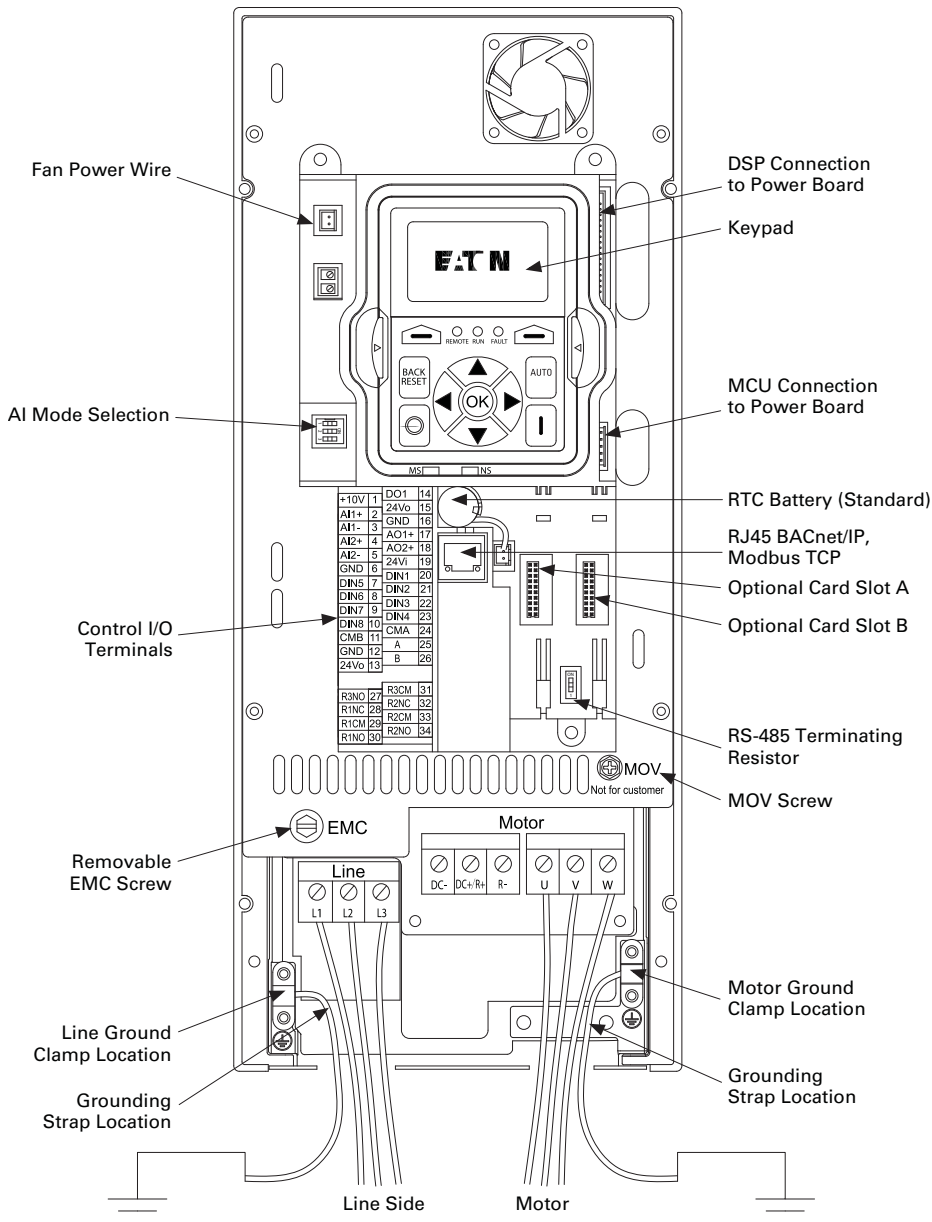 Fan Power Wire
AI Mode Selection
Control I/O
Terminals
Removable
EMC Screw
Line Ground
Clamp Location
Grounding
Strap Location
EATON
REMOTE RUN FAULT
BACK
RESET
AUTO
OK
MS NS
+10V 1 DO1 14
AI1+ 2 24Vo 15
AI1- 3 GND 16
AI2+ 4 AO1+ 17
AI2- 5 AO2+ 18
GND 6 24Vi 19
DIN5 7 DIN1 20
DIN6 8 DIN2 21
DIN7 9 DIN3 22
DIN8 10 DIN4 23
CMB 11 CMA 24
GND 12 A 25
24Vo 13 B 26
R3NO 27 R3CM 31
R1NC 28 R2NC 32
R1CM 29 R2CM 33
R1NO 30 R2NO 34
ON
MOV
Not for customer
EMC
Line
L1 L2 L3
Motor
DC- DC+/R+ R- U V W
DSP Connection
to Power Board
Keypad
MCU Connection
to Power Board
RTC Battery (Standard)
RJ45 BACnet/IP,
Modbus TCP
Optional Card Slot A
Optional Card Slot B
RS-485 Terminating
Resistor
MOV Screw
Motor Ground
Clamp Location
Grounding
Strap Location
Line Side
Motor